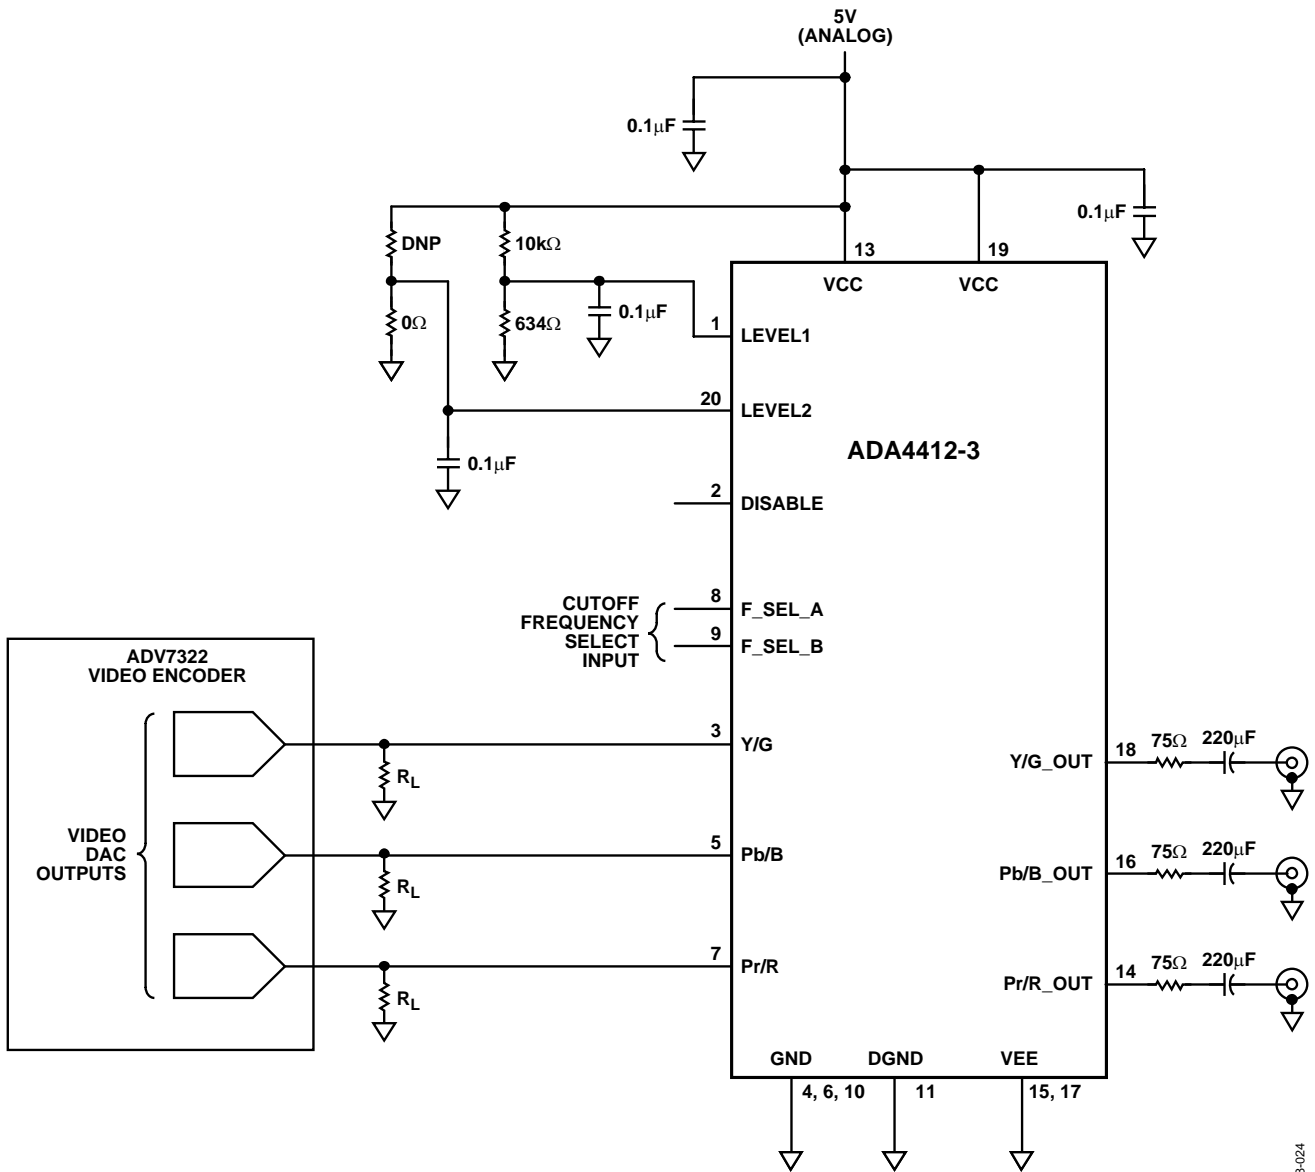 5V
(ANALOG)
0.1μF
0.1μF
DNP
10kΩ
13
19
VCC
VCC
0Ω
634Ω
0.1μF
1
LEVEL1
20
LEVEL2
ADA4412-3
0.1μF
2
DISABLE
CUTOFF
FREQUENCY
SELECT
INPUT
8
F_SEL_A
9
F_SEL_B
ADV7322
VIDEO ENCODER
3
Y/G
RL
Y/G_OUT
18
75Ω
220μF
VIDEO
DAC
OUTPUTS
5
Pb/B
RL
Pb/B_OUT
16
75Ω
220μF
7
Pr/R
RL
Pr/R_OUT
14
75Ω
220μF
GND
DGND
VEE
4, 6, 10
11
15, 17